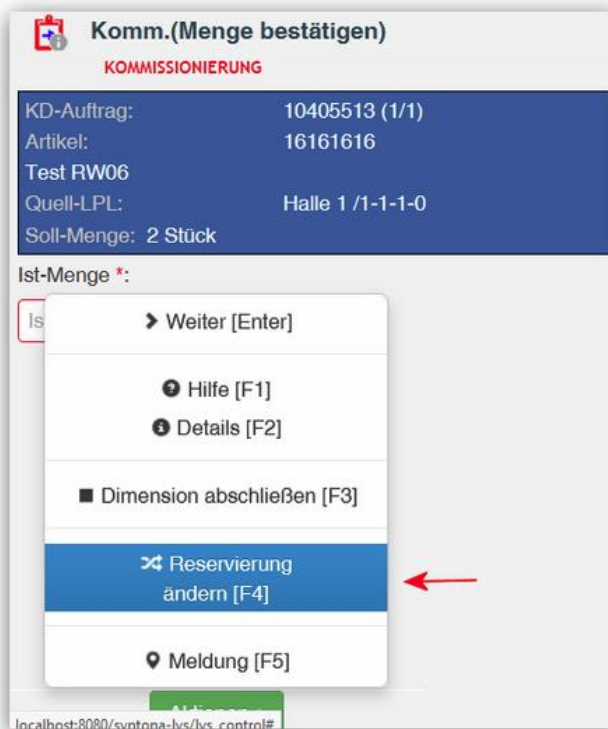 Komm.(Menge bestätigen)
KOMMISSIONIERUNG
KD-Auftrag: 10405513 (1/1)
Artikel: 16161616
Test RW06
Quell-LPL: Halle 1 /1-1-1-0
Soll-Menge: 2 Stück
Ist-Menge *:
Is
Weiter [Enter]
Hilfe [F1]
Details [F2]
Dimension abschließen [F3]
Reservierung
ändern [F4]
Meldung [F5]
Aktionen
localhost:8080/syntona-lvs/lvs_control#